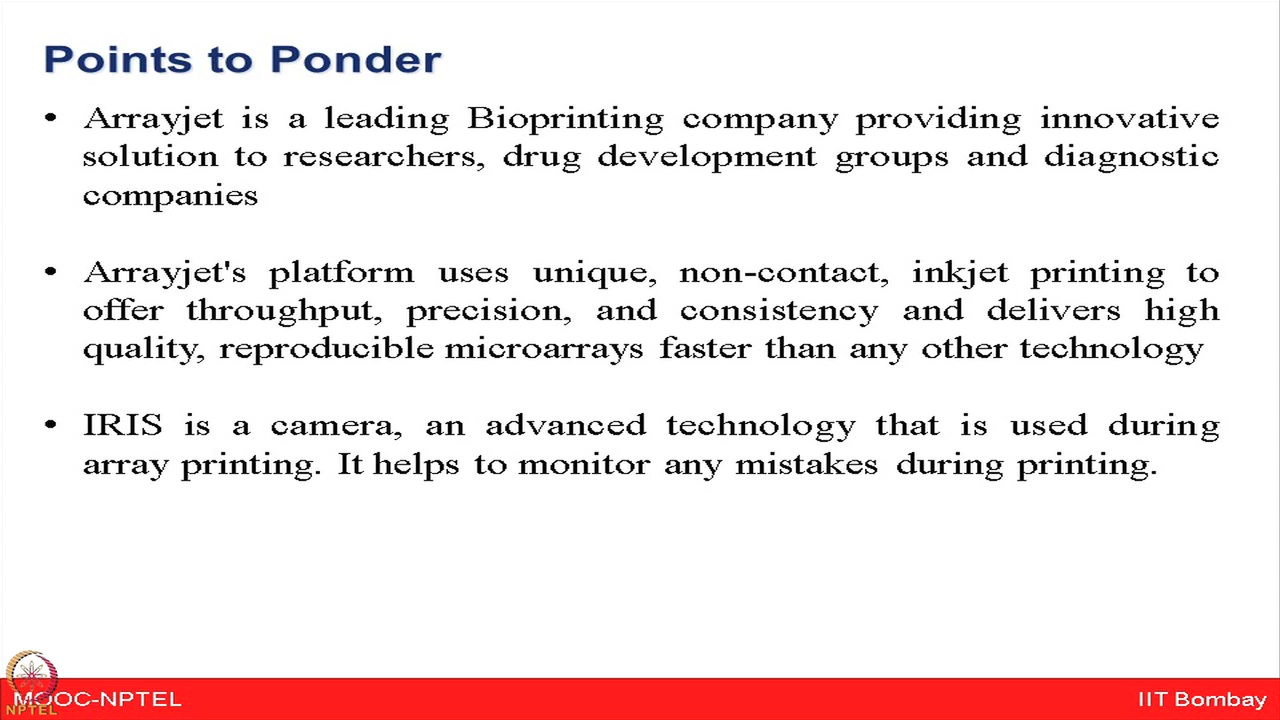 Points to Ponder
• Arrayjet is a leading Bioprinting company providing innovative
solution to researchers, drug development groups and diagnostic
companies
• Arrayjet's platform uses unique, non-contact, inkjet printing to
offer throughput, precision, and consistency and delivers high
quality, reproducible microarrays faster than any other technology
• IRIS is a camera, an advanced technology that is used during
array printing. It helps to monitor any mistakes during printing.
MOOC-NPTEL
NPTEL
IIT Bombay